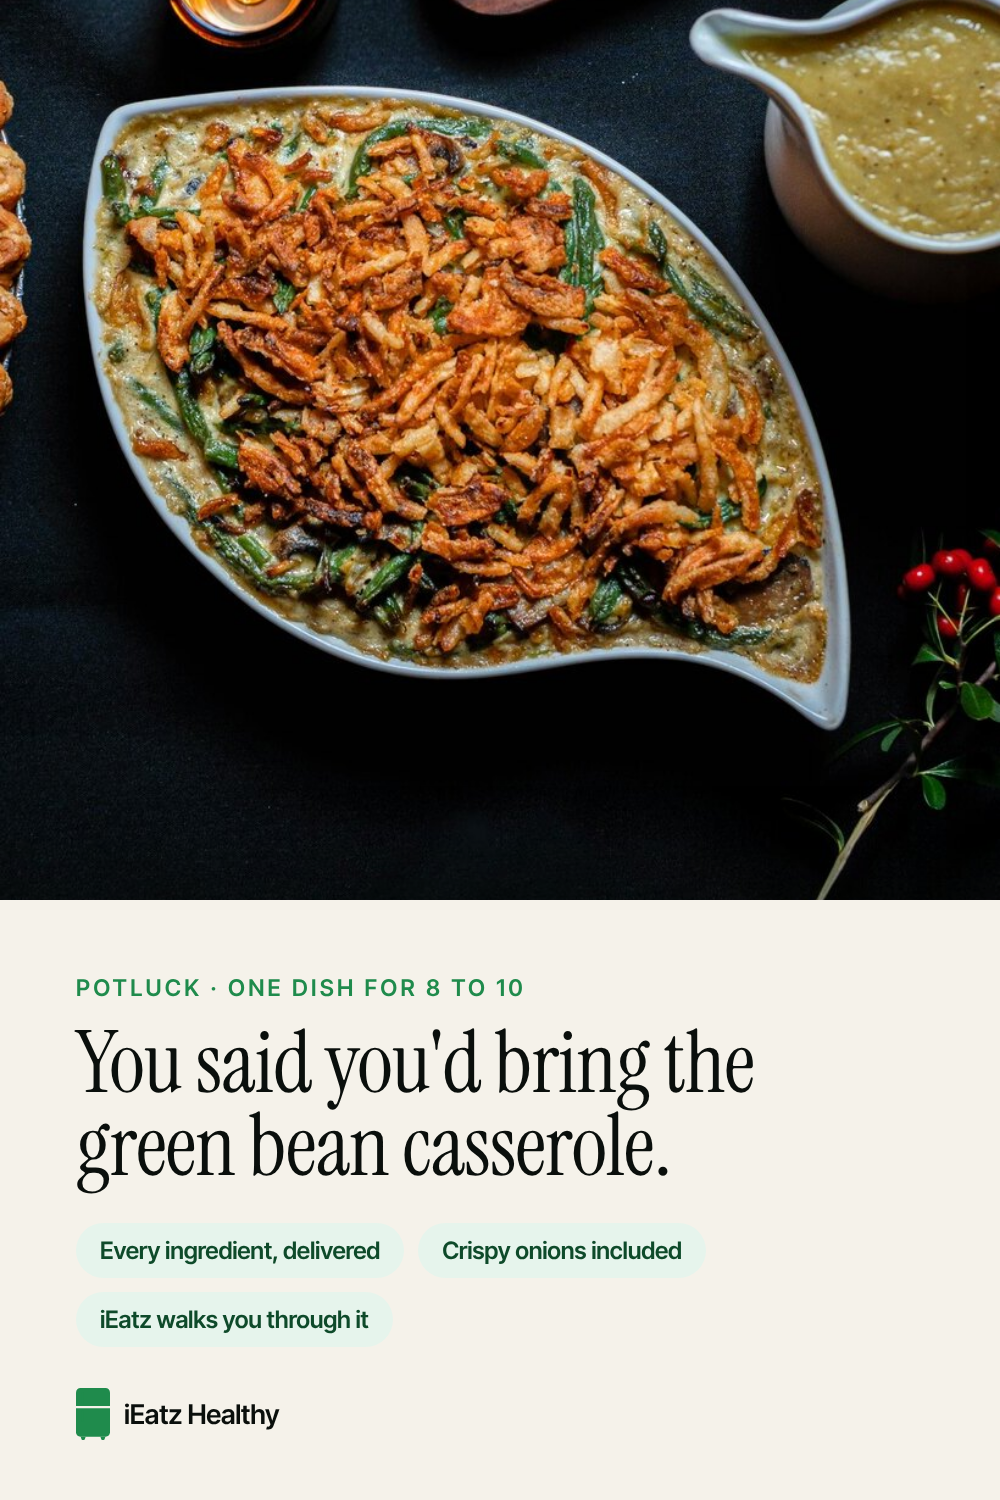 POTLUCK · ONE DISH FOR 8 TO 10
You said you'd bring the
green bean casserole.
Every ingredient, delivered
Crispy onions included
iEatz walks you through it
iEatz Healthy